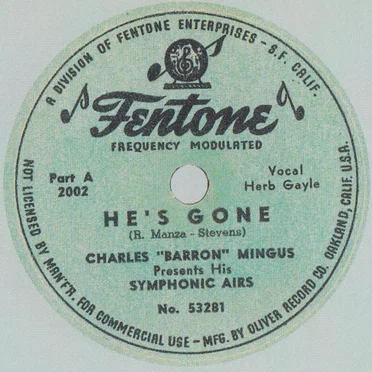 A DIVISION OF FENTONE ENTERPRISES - S.F. CALIF.
Fentone
FREQUENCY MODULATED
Part A
2002
Vocal
Herb Gayle
HE'S GONE
(R. Manza - Stevens)
CHARLES "BARRON" MINGUS
Presents His
SYMPHONIC AIRS
No. 53281
NOT LICENSED BY MAN'F'R. FOR COMMERCIAL USE - MFG. BY OLIVER RECORD CO. OAKLAND, CALIF. U.S.A.